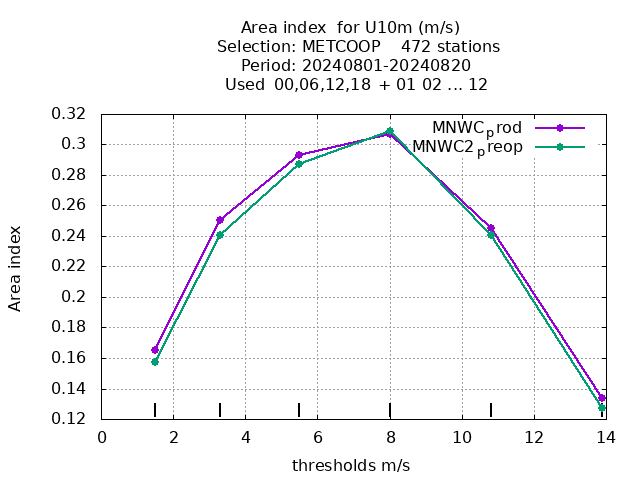 Area index  for U10m (m/s)
Selection: METCOOP    472 stations
Period: 20240801-20240820
Used  00,06,12,18 + 01 02 ... 12
0.32
0.3
0.28
0.26
0.24
0.22
0.2
0.18
0.16
0.14
0.12
Area index
MNWCprod
MNWC2preop
0 2 4 6 8 10 12 14
thresholds m/s